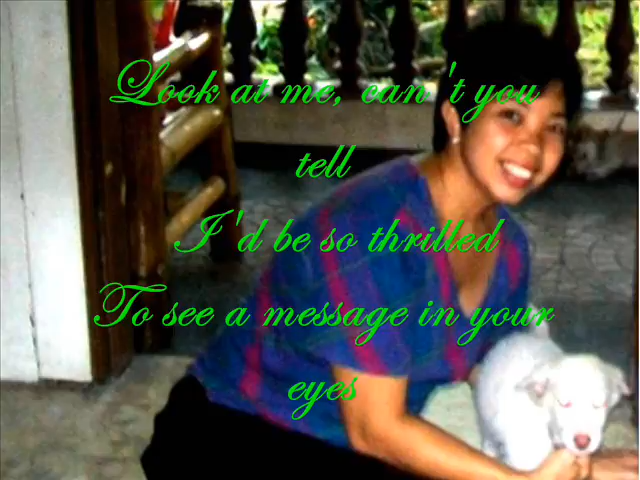 Look at me, can't you
tell
I'd be so thrilled
To see a message in your
eyes